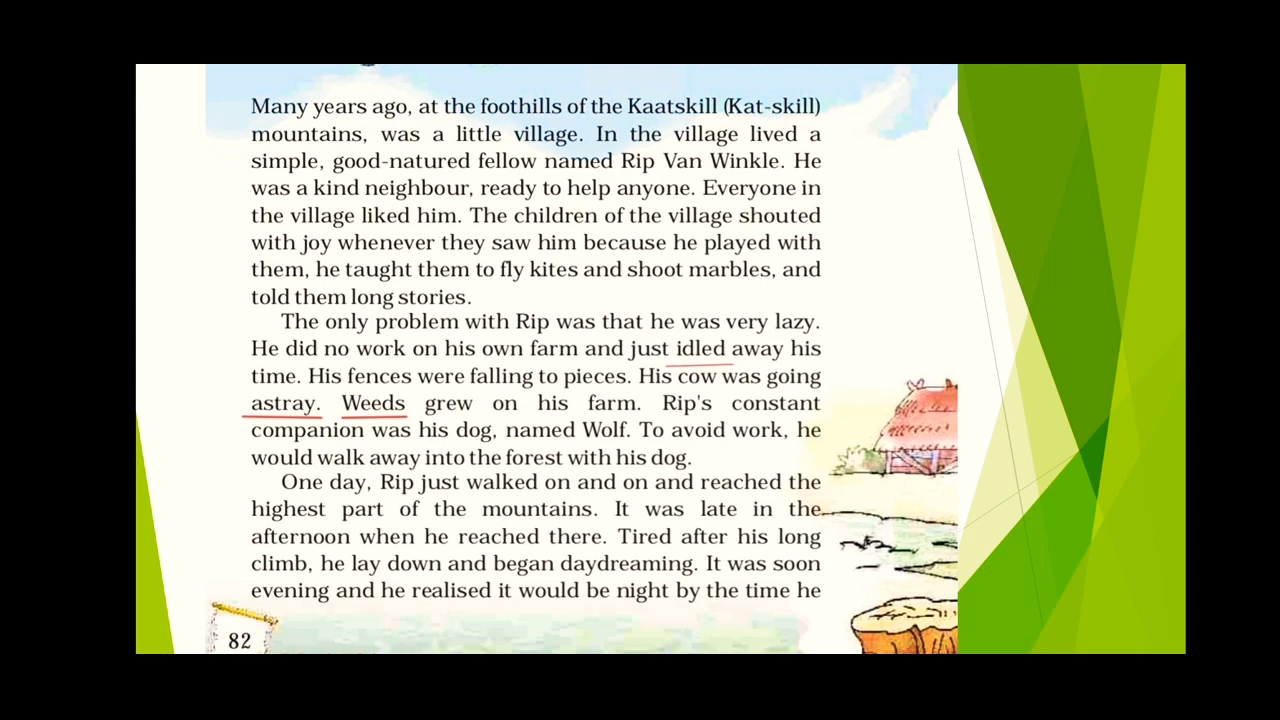 Many years ago, at the foothills of the Kaatskill (Kat-skill)
mountains, was a little village. In the village lived a
simple, good-natured fellow named Rip Van Winkle. He
was a kind neighbour, ready to help anyone. Everyone in
the village liked him. The children of the village shouted
with joy whenever they saw him because he played with
them, he taught them to fly kites and shoot marbles, and
told them long stories.
The only problem with Rip was that he was very lazy.
He did no work on his own farm and just idled away his
time. His fences were falling to pieces. His cow was going
astray. Weeds grew on his farm. Rip's constant
companion was his dog, named Wolf. To avoid work, he
would walk away into the forest with his dog.
One day, Rip just walked on and on and reached the
highest part of the mountains. It was late in the
afternoon when he reached there. Tired after his long
climb, he lay down and began daydreaming. It was soon
evening and he realised it would be night by the time he
82